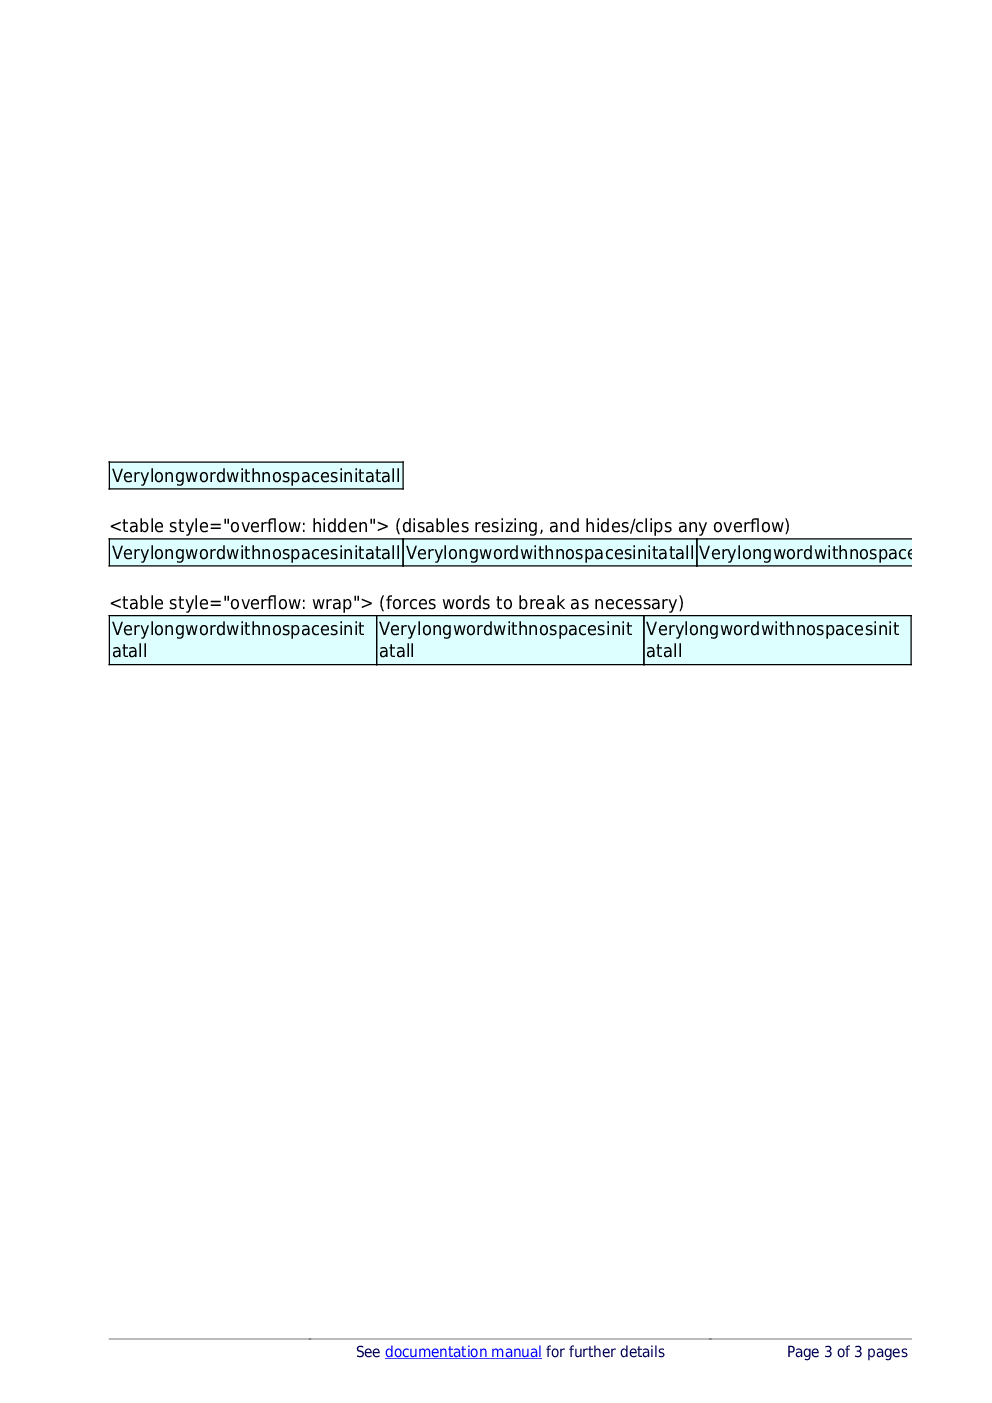 Verylongwordwithnospacesinitatall
<table style="overflow: hidden"> (disables resizing, and hides/clips any overflow)
Verylongwordwithnospacesinitatall Verylongwordwithnospacesinitatall Verylongwordwithnospace
<table style="overflow: wrap"> (forces words to break as necessary)
Verylongwordwithnospacesinit Verylongwordwithnospacesinit Verylongwordwithnospacesinit
atall atall atall
See documentation manual for further details Page 3 of 3 pages